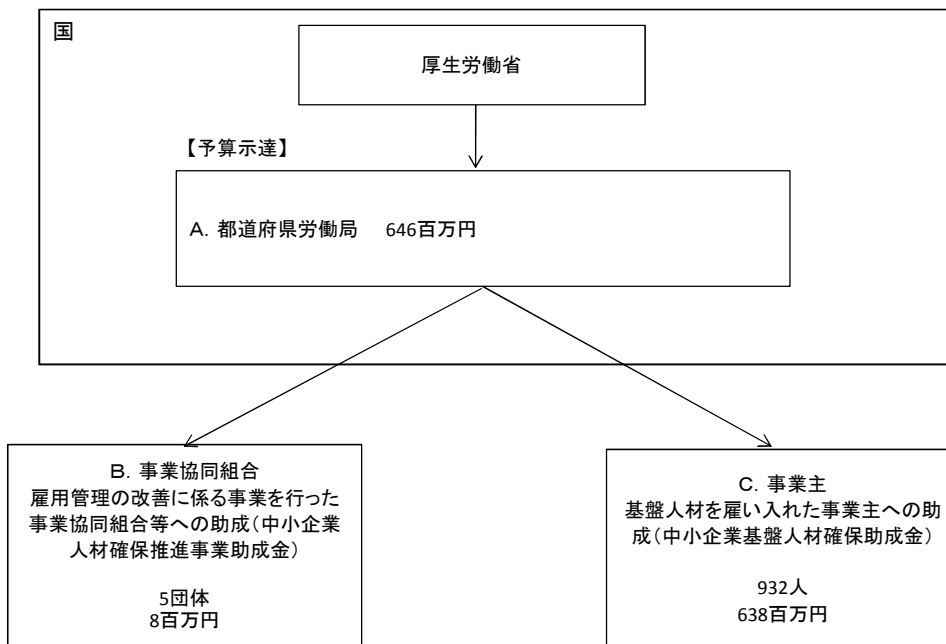 国
厚生労働省
【予算示達】
A．都道府県労働局　646百万円
B．事業協同組合
雇用管理の改善に係る事業を行った
事業協同組合等への助成（中小企業
人材確保推進事業助成金）
5団体
8百万円
C．事業主
基盤人材を雇い入れた事業主への助
成（中小企業基盤人材確保助成金）
932人
638百万円